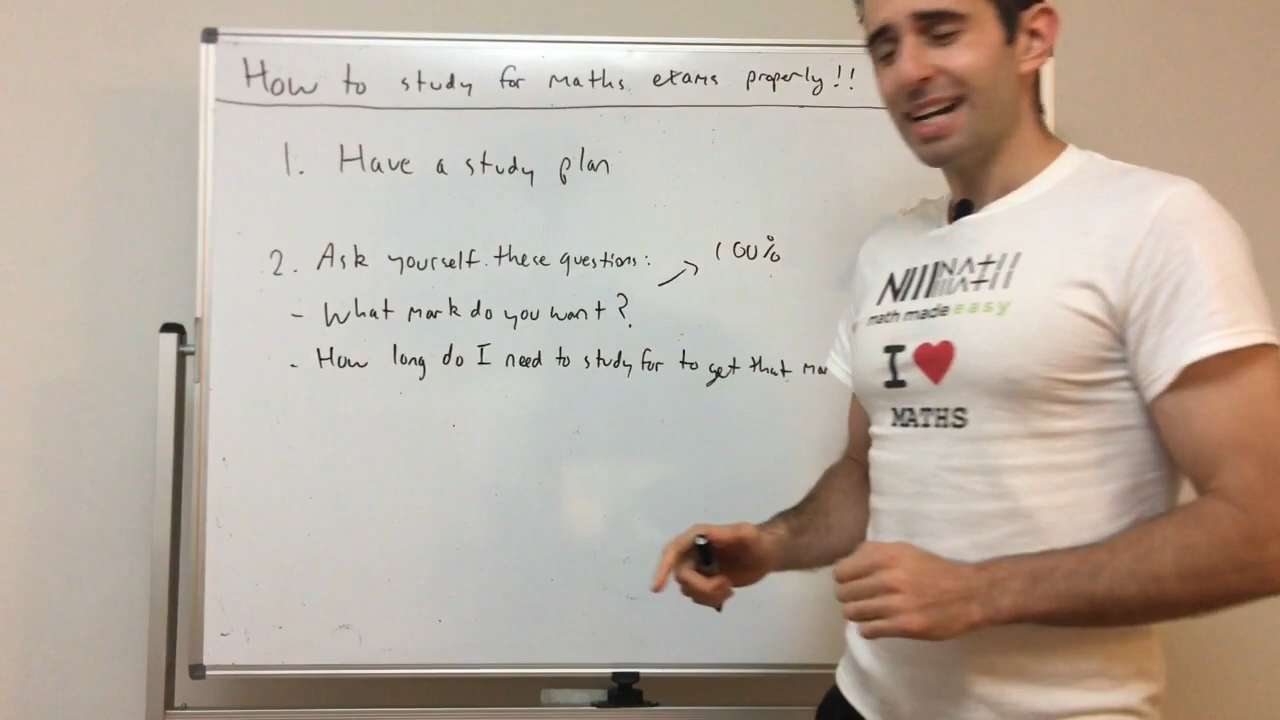 How to study for maths exams properly!!
1. Have a study plan
2. Ask yourself these questions:
100%
- What mark do you want?
- How long do I need to study for to get that
math made easy
I
MATHS